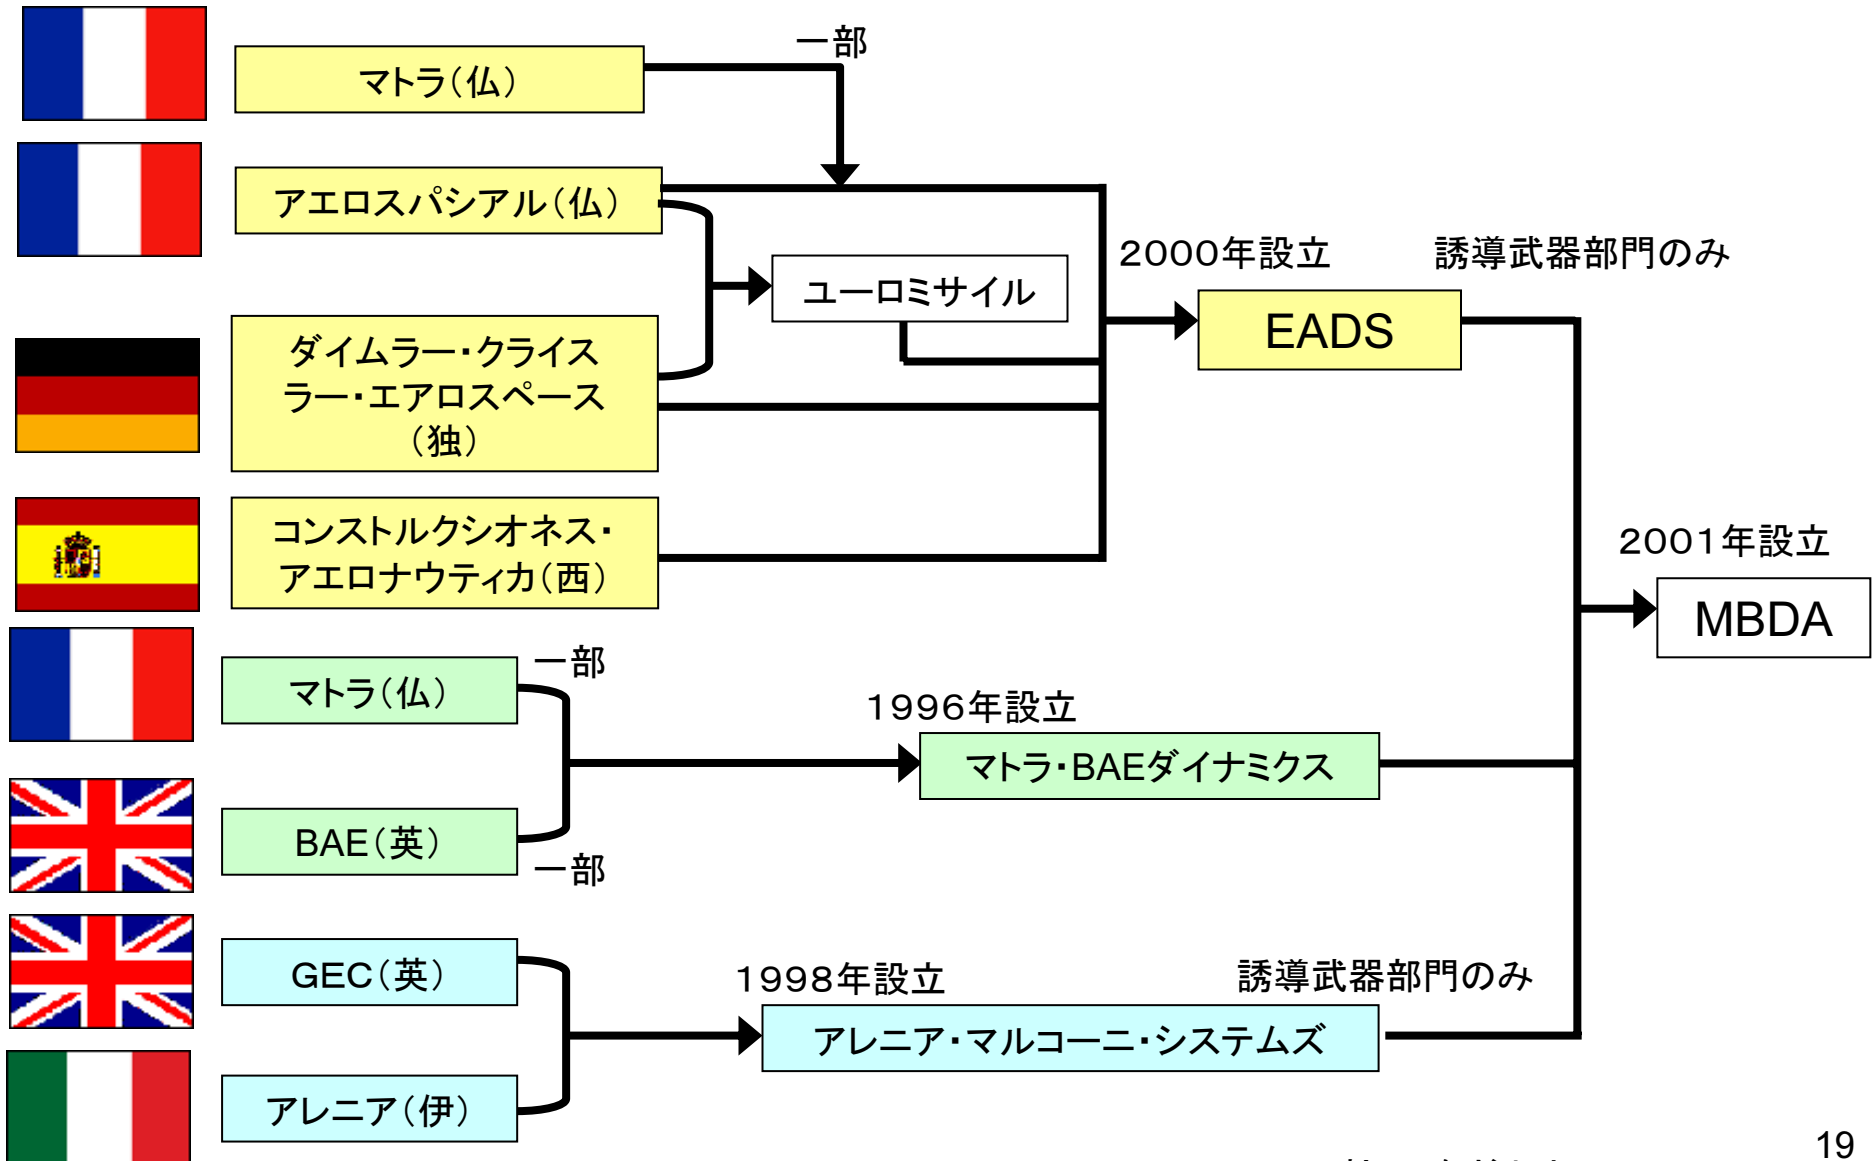 一部
マトラ(仏)
アエロスパシアル(仏)
2000年設立
誘導武器部門のみ
ユーロミサイル
EADS
ダイムラー・クライス
ラー・エアロスペース
(独)
コンストルクシオネス・
アエロナウティカ(西)
2001年設立
MBDA
一部
マトラ(仏)
1996年設立
マトラ・BAEダイナミクス
BAE(英)
一部
GEC(英)
1998年設立
誘導武器部門のみ
アレニア・マルコーニ・システムズ
アレニア(伊)
19